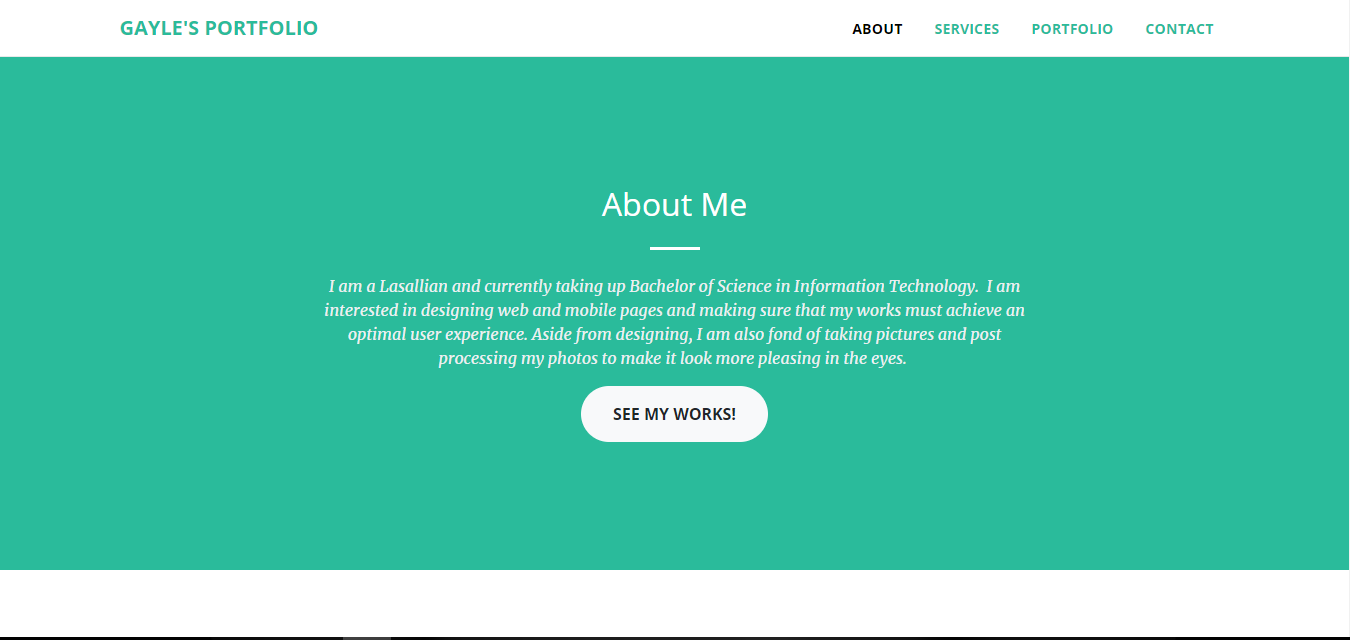 GAYLE'S PORTFOLIO
ABOUT SERVICES PORTFOLIO CONTACT
About Me
I am a Lasallian and currently taking up Bachelor of Science in Information Technology.  I am
interested in designing web and mobile pages and making sure that my works must achieve an
optimal user experience. Aside from designing, I am also fond of taking pictures and post
processing my photos to make it look more pleasing in the eyes.
SEE MY WORKS!